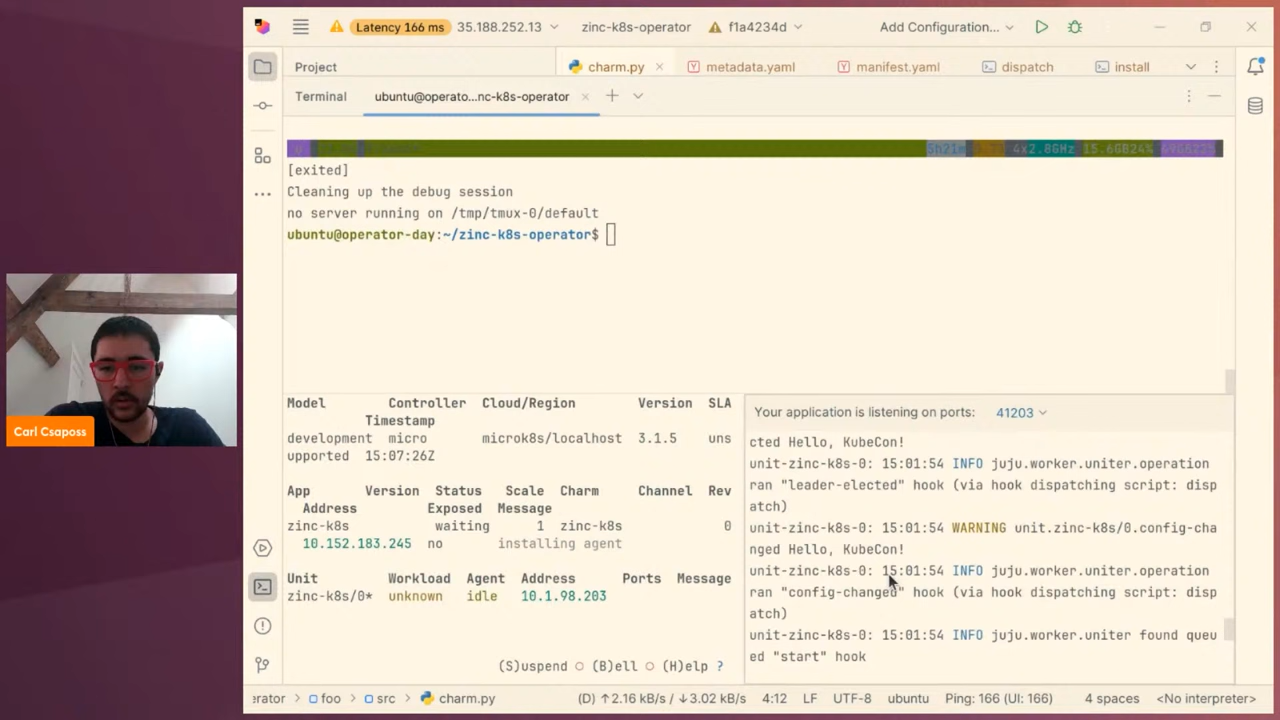 Latency 166 ms 35.188.252.13 zinc-k8s-operator f1a4234d Add Configuration...
Project charm.py metadata.yaml manifest.yaml dispatch install
Terminal ubuntu@operato...nc-k8s-operator
5h21m 4x2.8GHz 15.6GB24% 49GB22%
[exited]
Cleaning up the debug session
no server running on /tmp/tmux-0/default
ubuntu@operator-day:~/zinc-k8s-operator$
Carl Csaposs
Model Controller Cloud/Region Version SLA
Timestamp
development micro microk8s/localhost 3.1.5 uns
upported 15:07:26Z
App Version Status Scale Charm Channel Rev
Address Exposed Message
zinc-k8s waiting 1 zinc-k8s 0
10.152.183.245 no installing agent
Unit Workload Agent Address Ports Message
zinc-k8s/0* unknown idle 10.1.98.203
(S)uspend (B)ell (H)elp ?
Your application is listening on ports: 41203
cted Hello, KubeCon!
unit-zinc-k8s-0: 15:01:54 INFO juju.worker.uniter.operation
ran "leader-elected" hook (via hook dispatching script: disp
atch)
unit-zinc-k8s-0: 15:01:54 WARNING unit.zinc-k8s/0.config-cha
nged Hello, KubeCon!
unit-zinc-k8s-0: 15:01:54 INFO juju.worker.uniter.operation
ran "config-changed" hook (via hook dispatching script: disp
atch)
unit-zinc-k8s-0: 15:01:54 INFO juju.worker.uniter found queu
ed "start" hook
erator foo src charm.py (D) ↑2.16 kB/s / ↓3.02 kB/s 4:12 LF UTF-8 ubuntu Ping: 166 (UI: 166) 4 spaces <No interpreter>